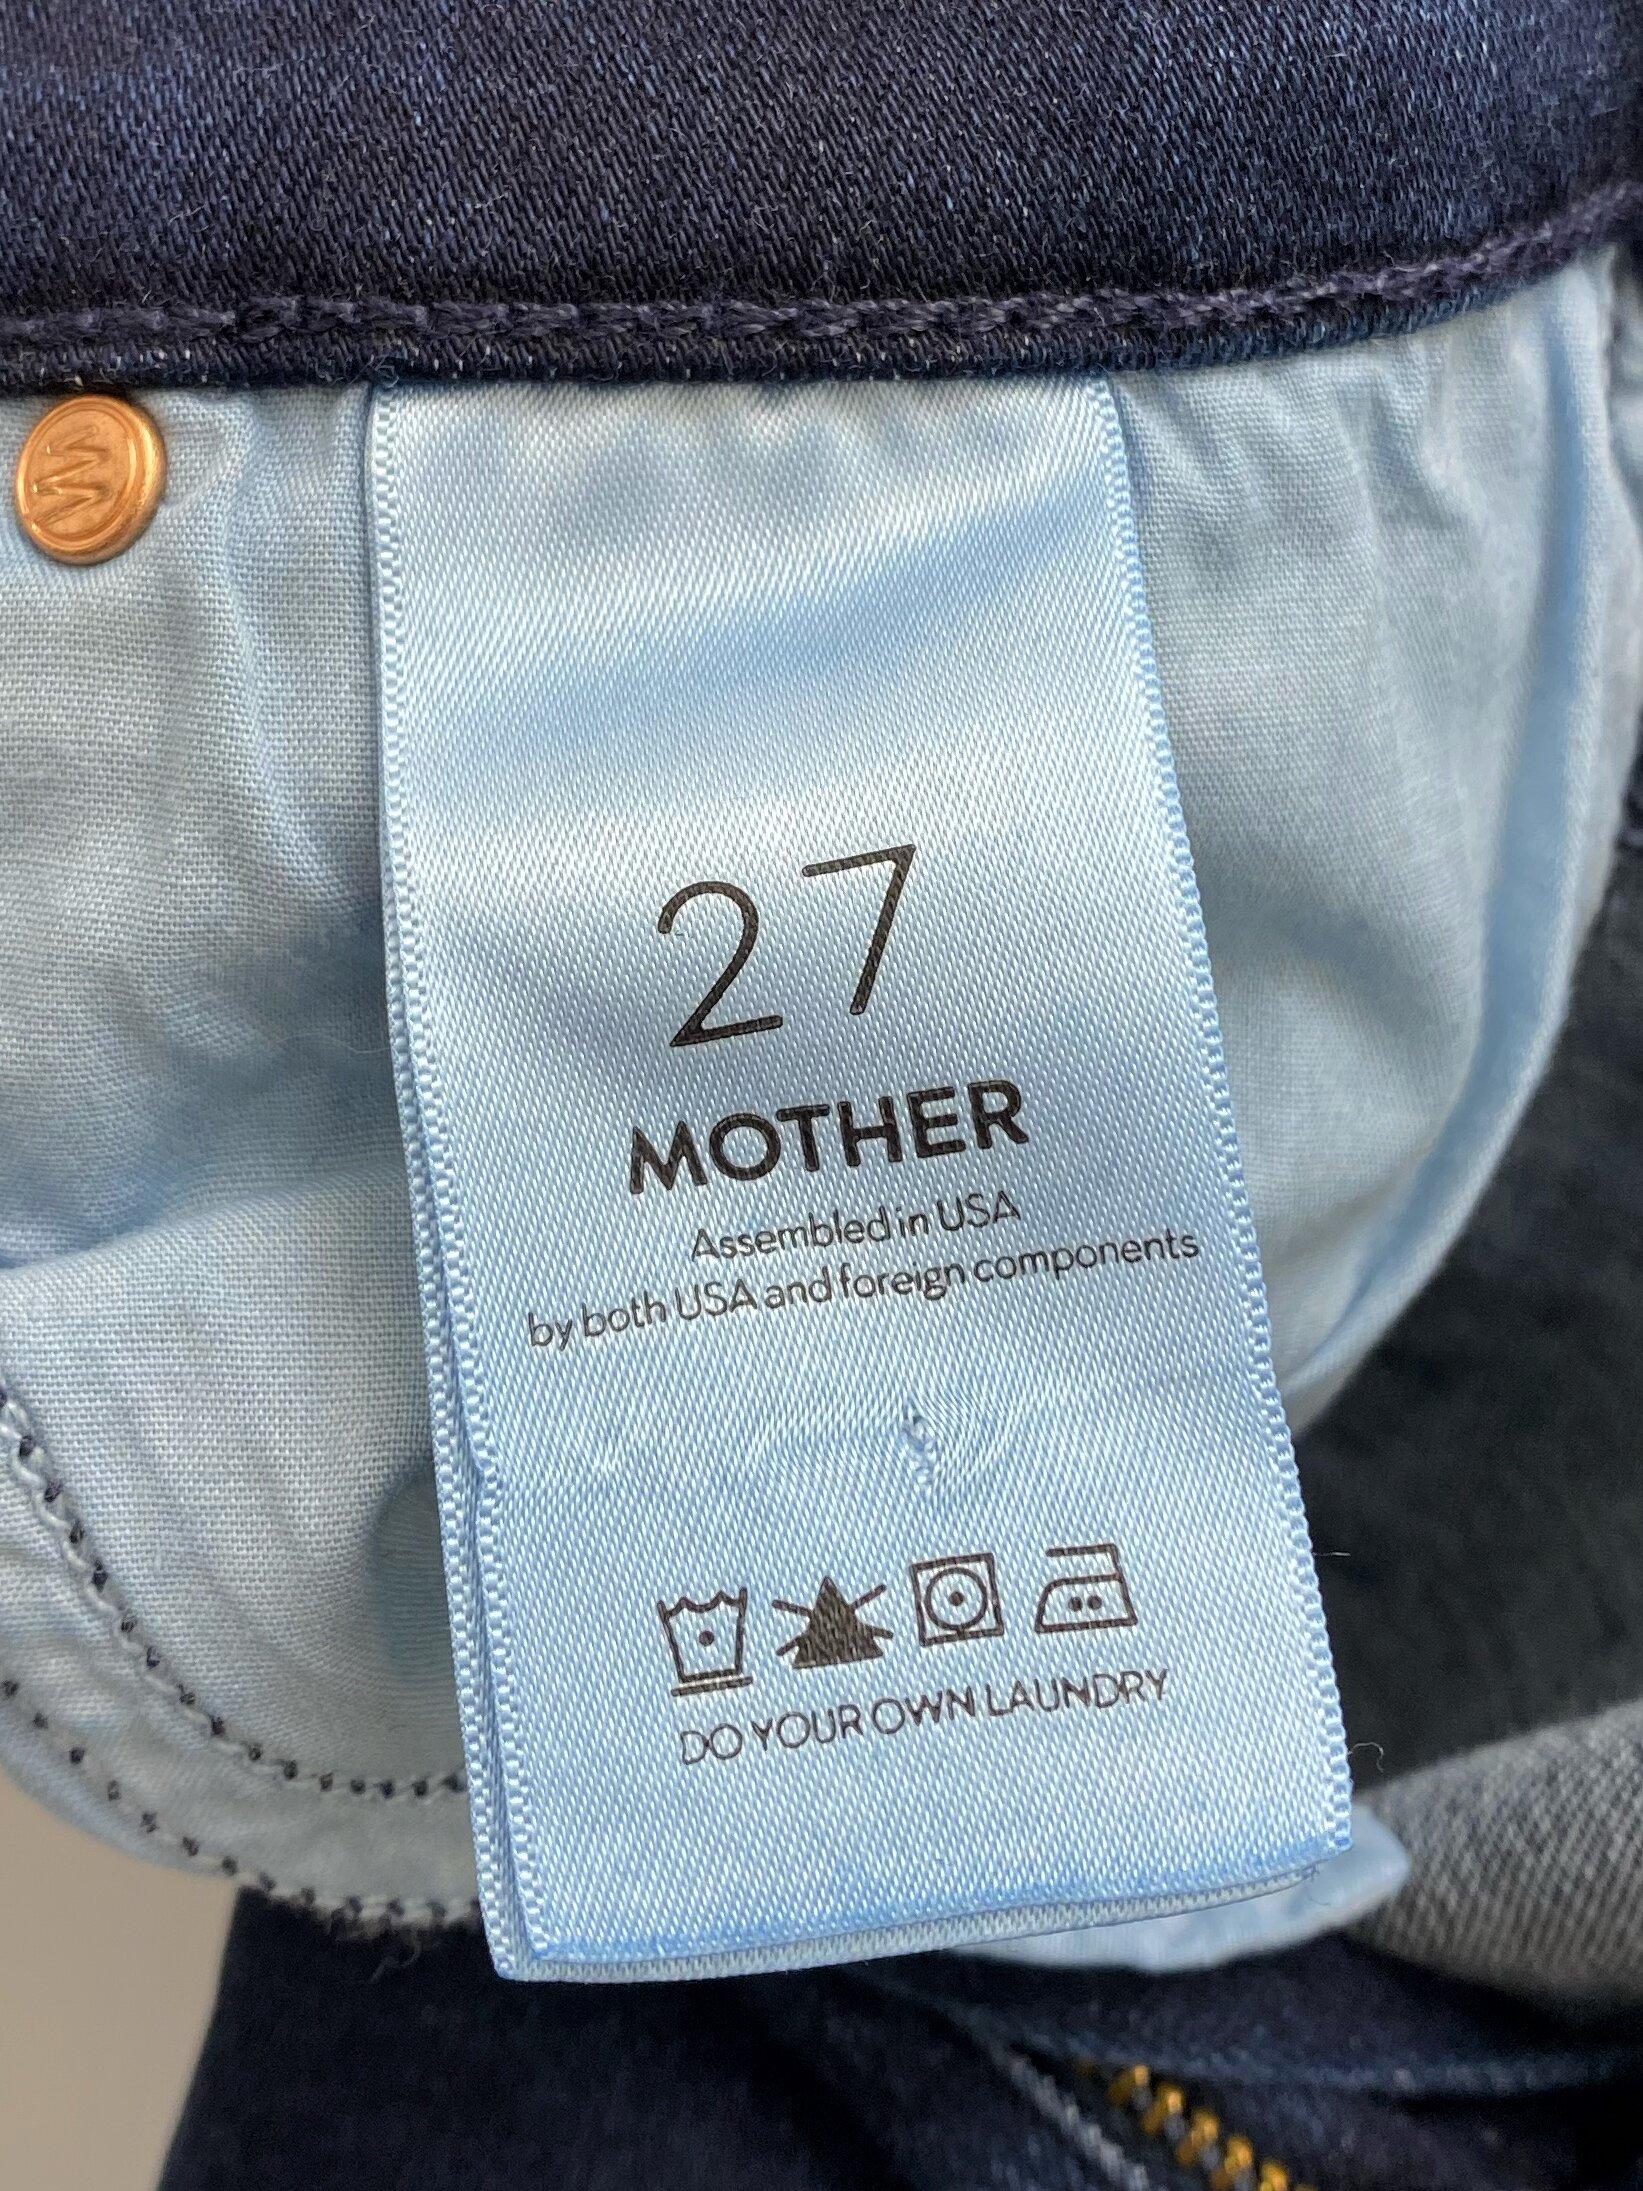 27
MOTHER
Assembled in USA
by both USA and foreign components
DO YOUR OWN LAUNDRY